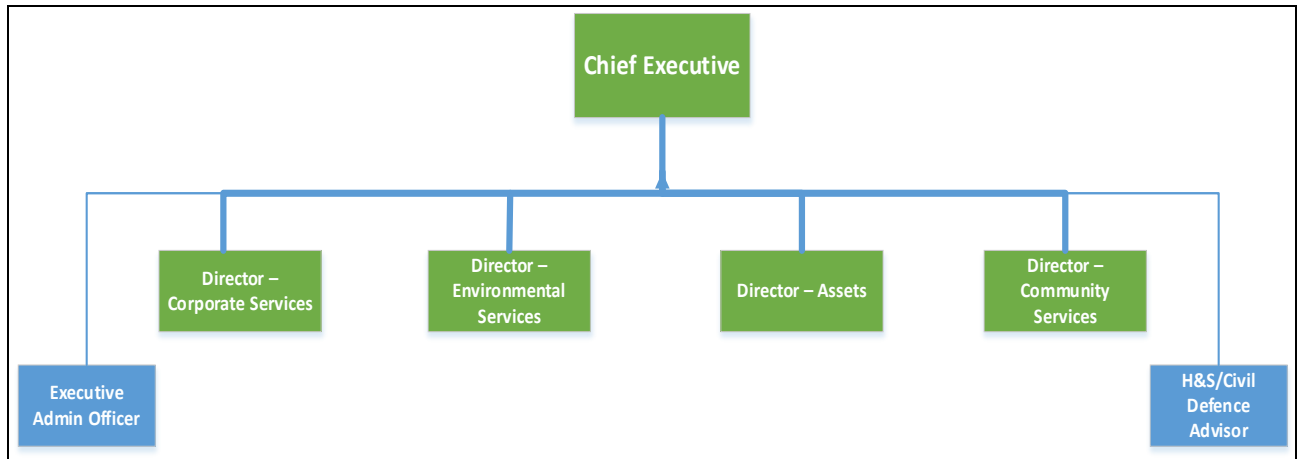 Chief Executive
Director –
Corporate Services
Director –
Environmental
Services
Director – Assets
Director –
Community
Services
Executive
Admin Officer
H&S/Civil
Defence
Advisor